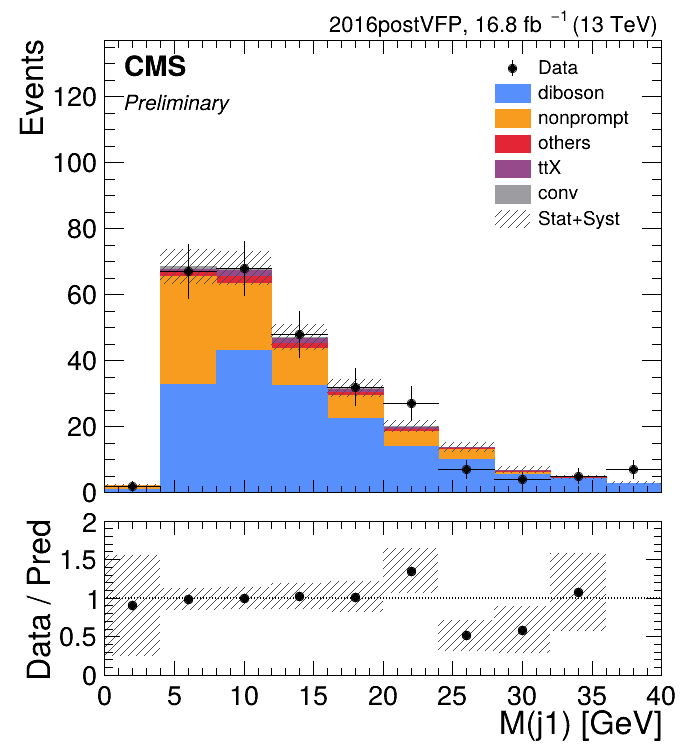 2016postVFP, 16.8 fb⁻¹ (13 TeV)
CMS
Preliminary
Events
120
100
80
60
40
20
0
Data
diboson
nonprompt
others
ttX
conv
Stat+Syst
Data / Pred
2
1.5
1
0.5
0
0 5 10 15 20 25 30 35 40
M(j1) [GeV]